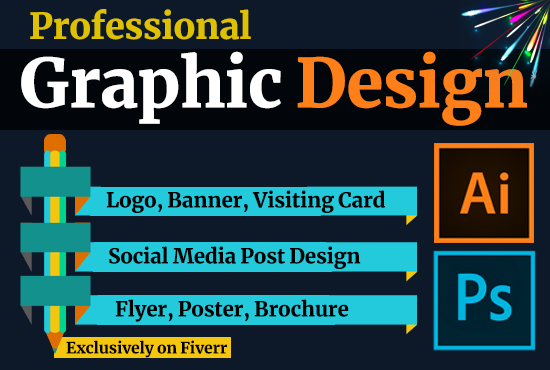 Professional
Graphic Design
Logo, Banner, Visiting Card
Social Media Post Design
Flyer, Poster, Brochure
Exclusively on Fiverr
Ai
Ps